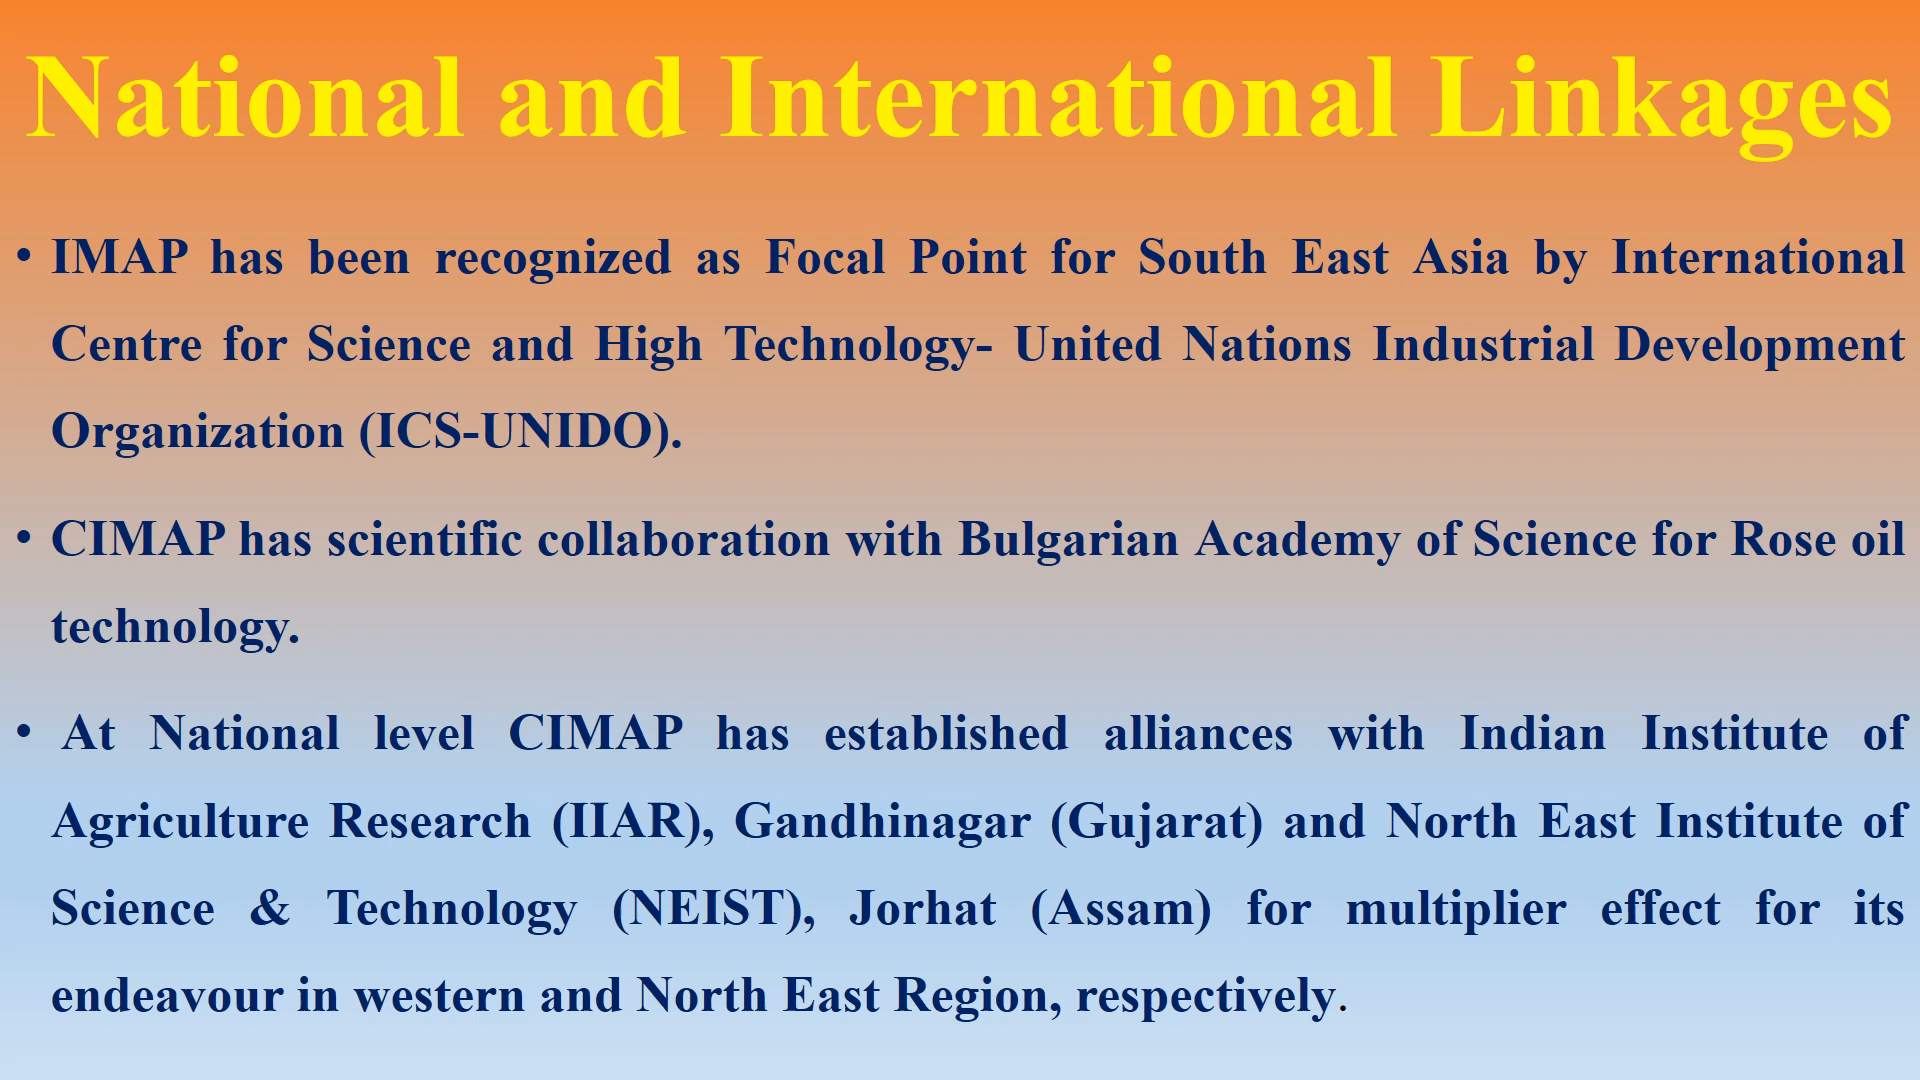 National and International Linkages
• IMAP has been recognized as Focal Point for South East Asia by International
Centre for Science and High Technology- United Nations Industrial Development
Organization (ICS-UNIDO).
• CIMAP has scientific collaboration with Bulgarian Academy of Science for Rose oil
technology.
• At National level CIMAP has established alliances with Indian Institute of
Agriculture Research (IIAR), Gandhinagar (Gujarat) and North East Institute of
Science & Technology (NEIST), Jorhat (Assam) for multiplier effect for its
endeavour in western and North East Region, respectively.